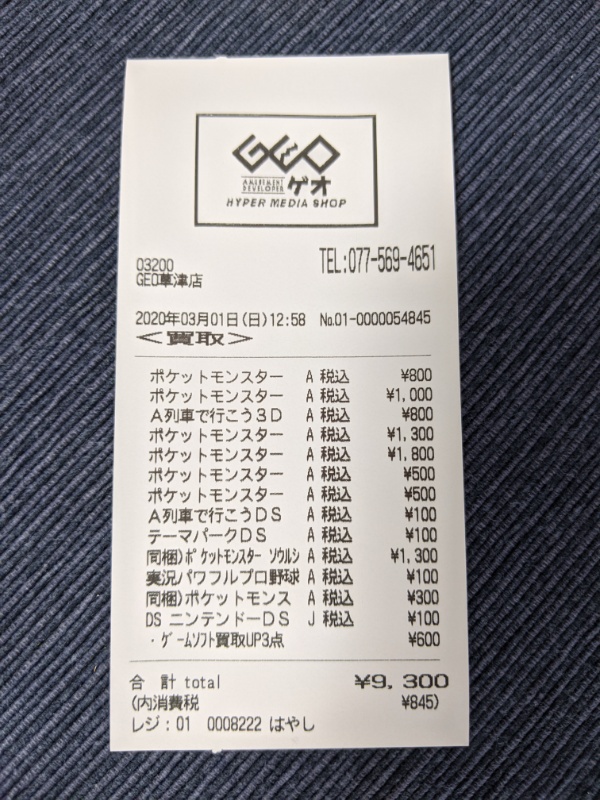 GEO
AMUSEMENT
DEVELOPER ゲオ
HYPER MEDIA SHOP
03200 TEL:077-569-4651
GEO草津店
2020年03月01日(日)12:58 №01-0000054845
<買取>
ポケットモンスター A 税込 ¥800
ポケットモンスター A 税込 ¥1,000
A列車で行こう3D A 税込 ¥800
ポケットモンスター A 税込 ¥1,300
ポケットモンスター A 税込 ¥1,800
ポケットモンスター A 税込 ¥500
ポケットモンスター A 税込 ¥500
A列車で行こうDS A 税込 ¥100
テーマパークDS A 税込 ¥100
同梱)ポケットモンスター ソウルシ A 税込 ¥1,300
実況パワフルプロ野球 A 税込 ¥100
同梱)ポケットモンス A 税込 ¥300
DS ニンテンドーDS J 税込 ¥100
・ゲームソフト買取UP3点 ¥600
合 計 total ¥9,300
(内消費税 ¥845)
レジ:01 0008222 はやし